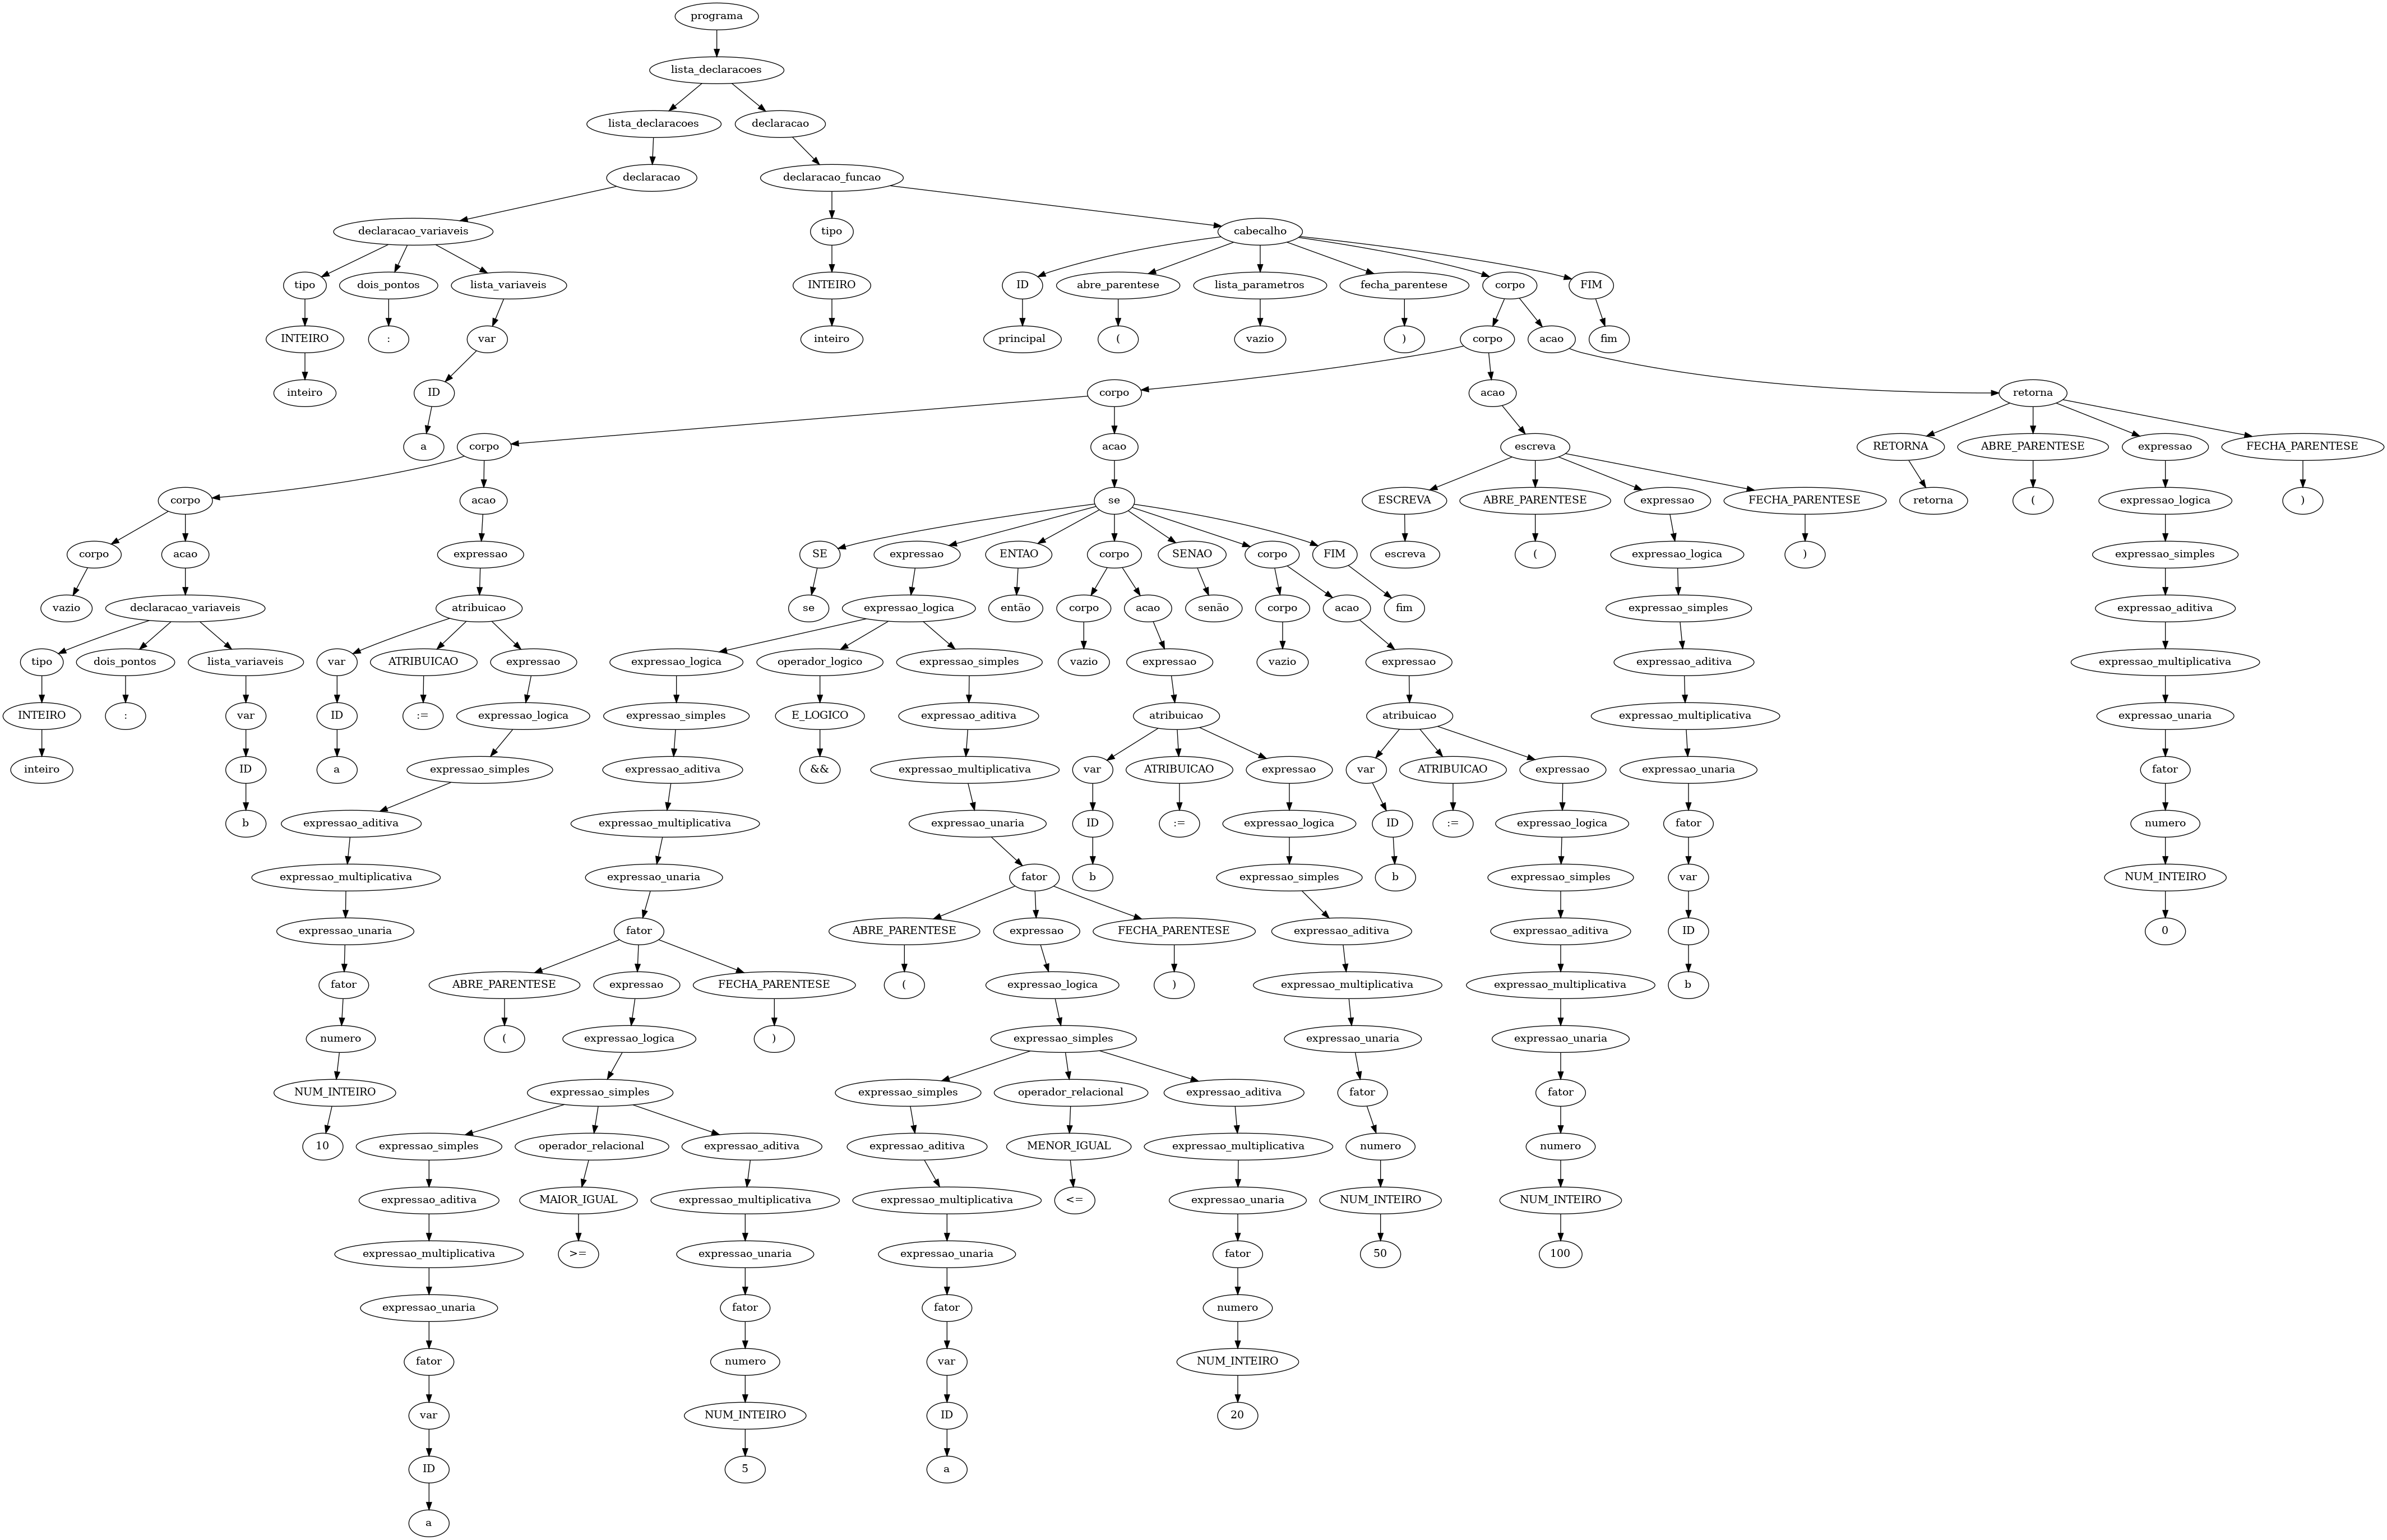 programa
lista_declaracoes
lista_declaracoes declaracao
declaracao declaracao_funcao
declaracao_variaveis tipo cabecalho
tipo dois_pontos lista_variaveis INTEIRO ID abre_parentese lista_parametros fecha_parentese corpo FIM
INTEIRO : var inteiro principal ( vazio ) corpo acao fim
inteiro ID corpo acao retorna
a corpo acao escreva RETORNA ABRE_PARENTESE expressao FECHA_PARENTESE
corpo acao se ESCREVA ABRE_PARENTESE expressao FECHA_PARENTESE retorna ( expressao_logica )
corpo acao expressao SE expressao ENTAO corpo SENAO corpo FIM escreva ( expressao_logica ) expressao_simples
vazio declaracao_variaveis atribuicao se expressao_logica então corpo acao senão corpo acao fim expressao_simples expressao_aditiva
tipo dois_pontos lista_variaveis var ATRIBUICAO expressao expressao_logica operador_logico expressao_simples vazio expressao vazio expressao expressao_aditiva expressao_multiplicativa
INTEIRO : var ID := expressao_logica expressao_simples E_LOGICO expressao_aditiva atribuicao atribuicao expressao_multiplicativa expressao_unaria
inteiro ID a expressao_simples expressao_aditiva && expressao_multiplicativa var ATRIBUICAO expressao var ATRIBUICAO expressao expressao_unaria fator
b expressao_aditiva expressao_multiplicativa expressao_unaria ID := expressao_logica ID := expressao_logica fator numero
expressao_multiplicativa expressao_unaria fator b expressao_simples b expressao_simples var NUM_INTEIRO
expressao_unaria fator ABRE_PARENTESE expressao FECHA_PARENTESE expressao_aditiva expressao_aditiva ID 0
fator ABRE_PARENTESE expressao FECHA_PARENTESE ( expressao_logica ) expressao_multiplicativa expressao_multiplicativa b
numero ( expressao_logica ) expressao_simples expressao_unaria expressao_unaria
NUM_INTEIRO expressao_simples expressao_simples operador_relacional expressao_aditiva fator fator
10 expressao_simples operador_relacional expressao_aditiva expressao_aditiva MENOR_IGUAL expressao_multiplicativa numero numero
expressao_aditiva MAIOR_IGUAL expressao_multiplicativa expressao_multiplicativa <= expressao_unaria NUM_INTEIRO NUM_INTEIRO
expressao_multiplicativa >= expressao_unaria expressao_unaria fator 50 100
expressao_unaria fator fator numero
fator numero var NUM_INTEIRO
var NUM_INTEIRO ID 20
ID 5 a
a